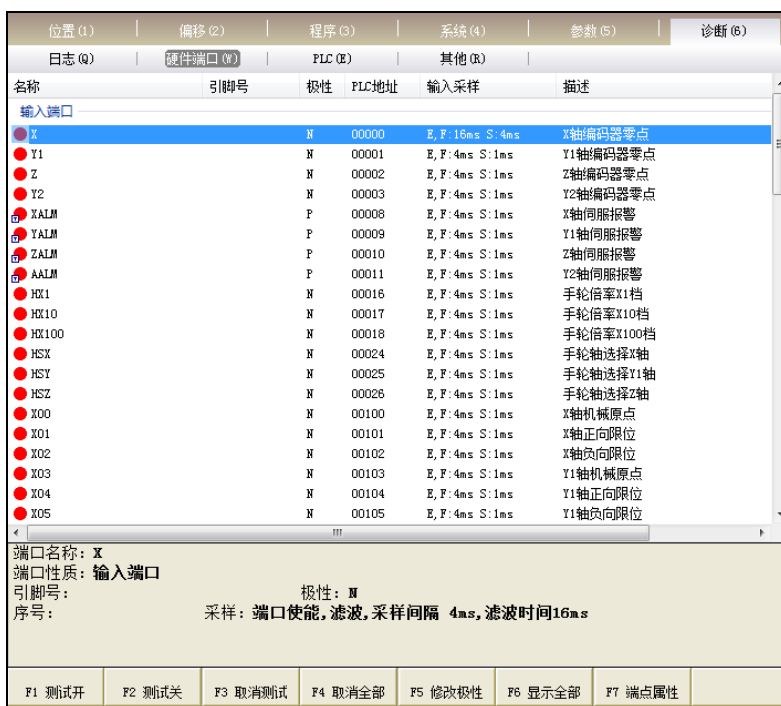 位置(1) 偏移(2) 程序(3) 系统(4) 参数(5) 诊断(6)
日志(Q) 硬件端口(W) PLC(E) 其他(R)
名称 引脚号 极性 PLC地址 输入采样 描述
输入端口
X N 00000 E,F:16ms S:4ms X轴编码器零点
Y1 N 00001 E,F:4ms S:1ms Y1轴编码器零点
Z N 00002 E,F:4ms S:1ms Z轴编码器零点
Y2 N 00003 E,F:4ms S:1ms Y2轴编码器零点
XALM P 00008 E,F:4ms S:1ms X轴伺服报警
YALM P 00009 E,F:4ms S:1ms Y1轴伺服报警
ZALM P 00010 E,F:4ms S:1ms Z轴伺服报警
AALM P 00011 E,F:4ms S:1ms Y2轴伺服报警
HX1 N 00016 E,F:4ms S:1ms 手轮倍率X1档
HX10 N 00017 E,F:4ms S:1ms 手轮倍率X10档
HX100 N 00018 E,F:4ms S:1ms 手轮倍率X100档
HSX N 00024 E,F:4ms S:1ms 手轮轴选择X轴
HSY N 00025 E,F:4ms S:1ms 手轮轴选择Y1轴
HSZ N 00026 E,F:4ms S:1ms 手轮轴选择Z轴
X00 N 00100 E,F:4ms S:1ms X轴机械原点
X01 N 00101 E,F:4ms S:1ms X轴正向限位
X02 N 00102 E,F:4ms S:1ms X轴负向限位
X03 N 00103 E,F:4ms S:1ms Y1轴机械原点
X04 N 00104 E,F:4ms S:1ms Y1轴正向限位
X05 N 00105 E,F:4ms S:1ms Y1轴负向限位
端口名称: X
端口性质: 输入端口
引脚号: 极性: N
序号: 采样: 端口使能,滤波,采样间隔 4ms,滤波时间16ms
F1 测试开 F2 测试关 F3 取消测试 F4 取消全部 F5 修改极性 F6 显示全部 F7 端点属性